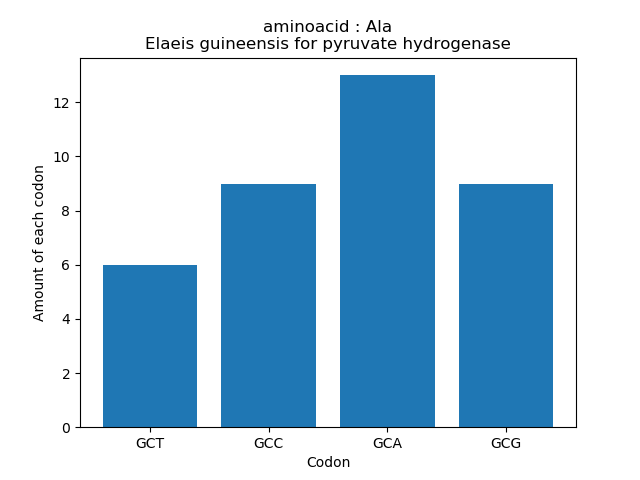 aminoacid : Ala
Elaeis guineensis for pyruvate hydrogenase
Amount of each codon
12
10
8
6
4
2
0
GCT GCC GCA GCG
Codon